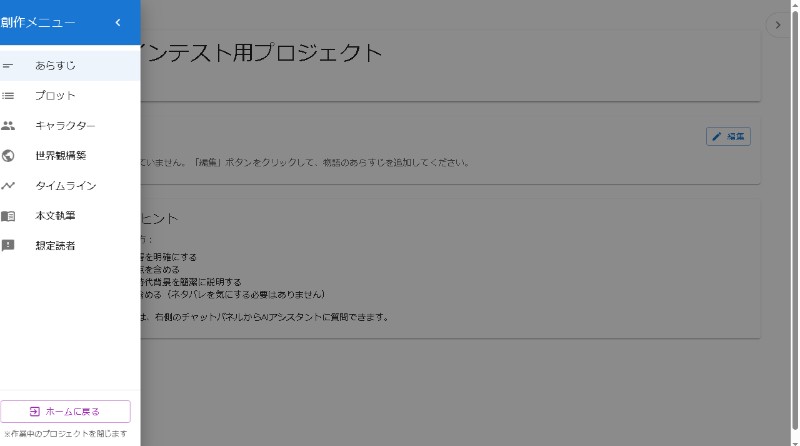 創作メニュー
あらすじ
プロット
キャラクター
世界観構築
タイムライン
本文執筆
想定読者
ホームに戻る
※作業中のプロジェクトを閉じます
インテスト用プロジェクト
編集
ていません。「編集」ボタンをクリックして、物語のあらすじを追加してください。
ヒント
方：
を明確にする
点を含める
時代背景を簡潔に説明する
含める（ネタバレを気にする必要はありません）
は、右側のチャットパネルからAIアシスタントに質問できます。